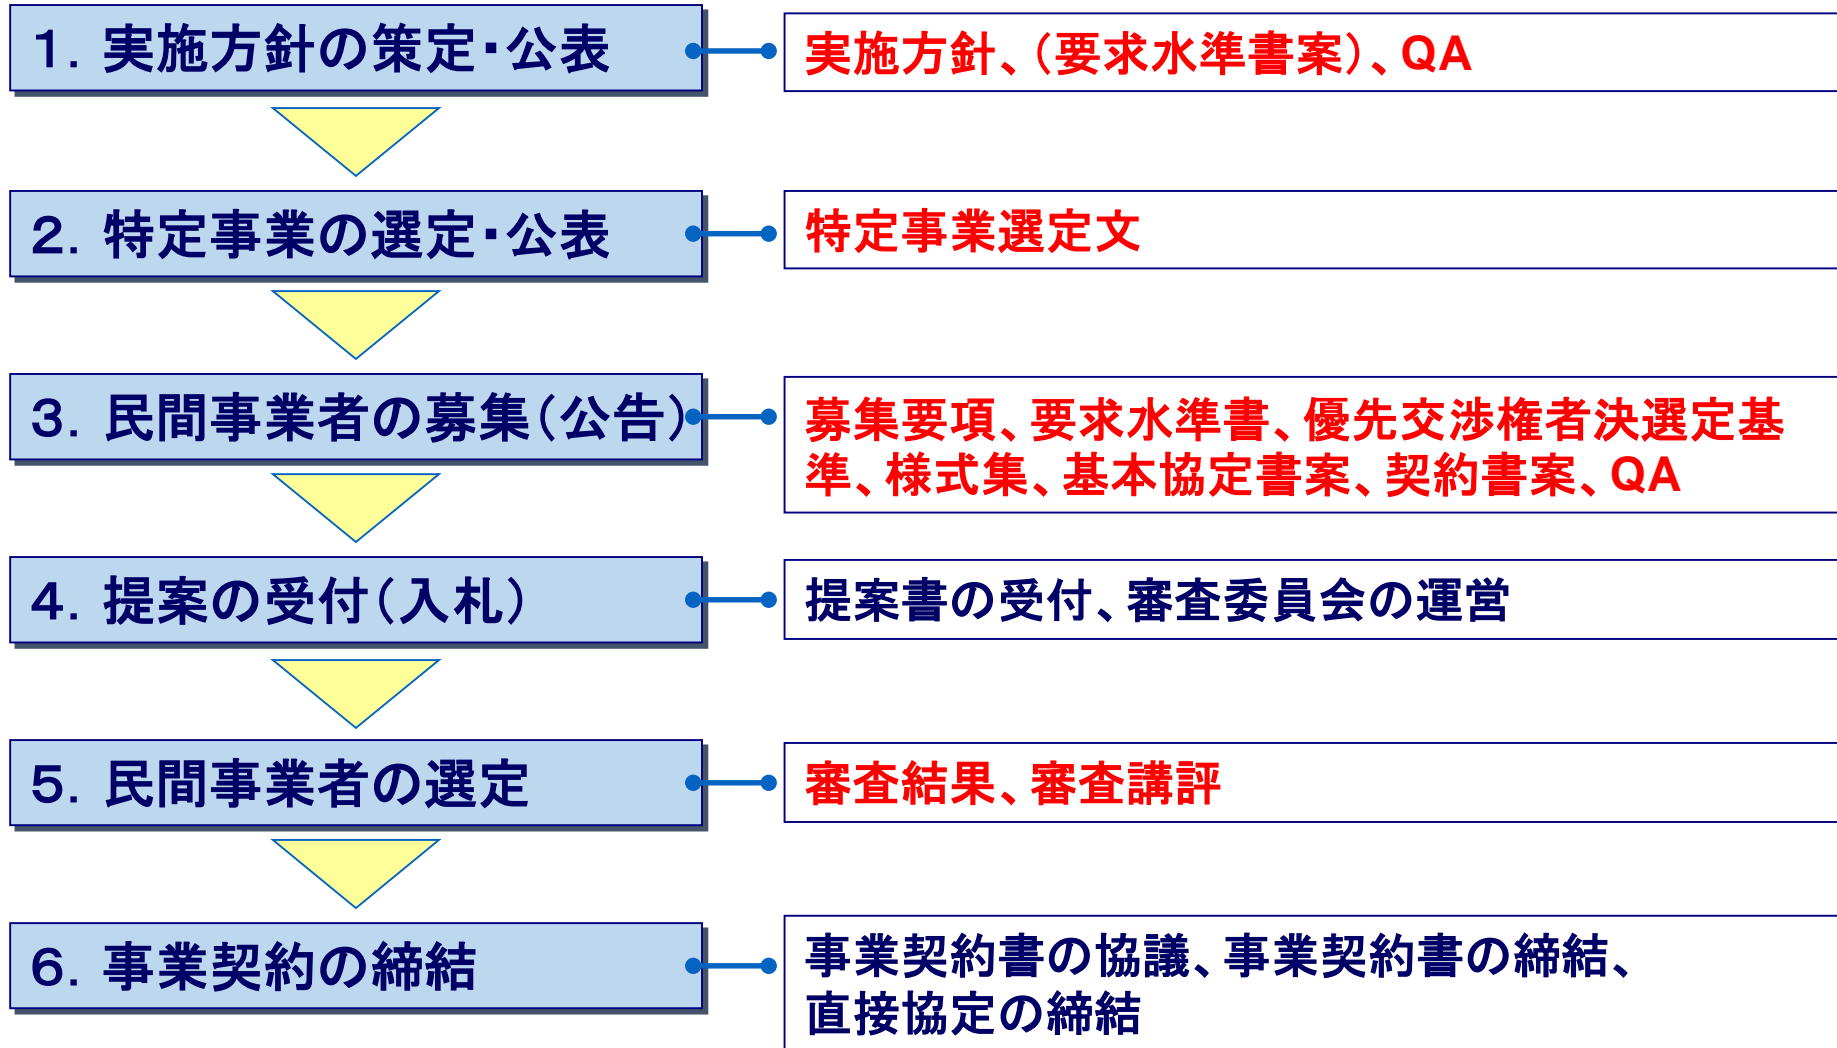 １．実施方針の策定・公表
実施方針、（要求水準書案）、QA
２．特定事業の選定・公表
特定事業選定文
３．民間事業者の募集（公告）
募集要項、要求水準書、優先交渉権者決選定基
準、様式集、基本協定書案、契約書案、QA
４．提案の受付（入札）
提案書の受付、審査委員会の運営
５．民間事業者の選定
審査結果、審査講評
６．事業契約の締結
事業契約書の協議、事業契約書の締結、
直接協定の締結